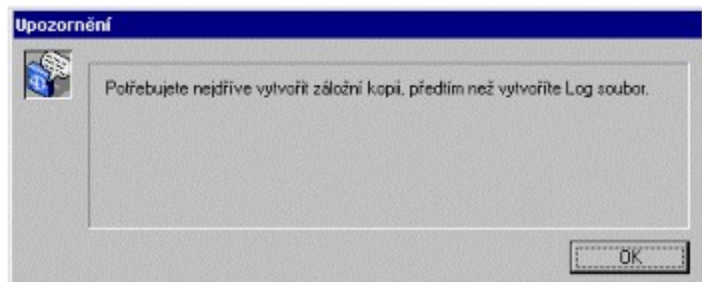 Upozornění
Potřebujete nejdříve vytvořit záložní kopii, předtím než vytvoříte Log soubor.
OK